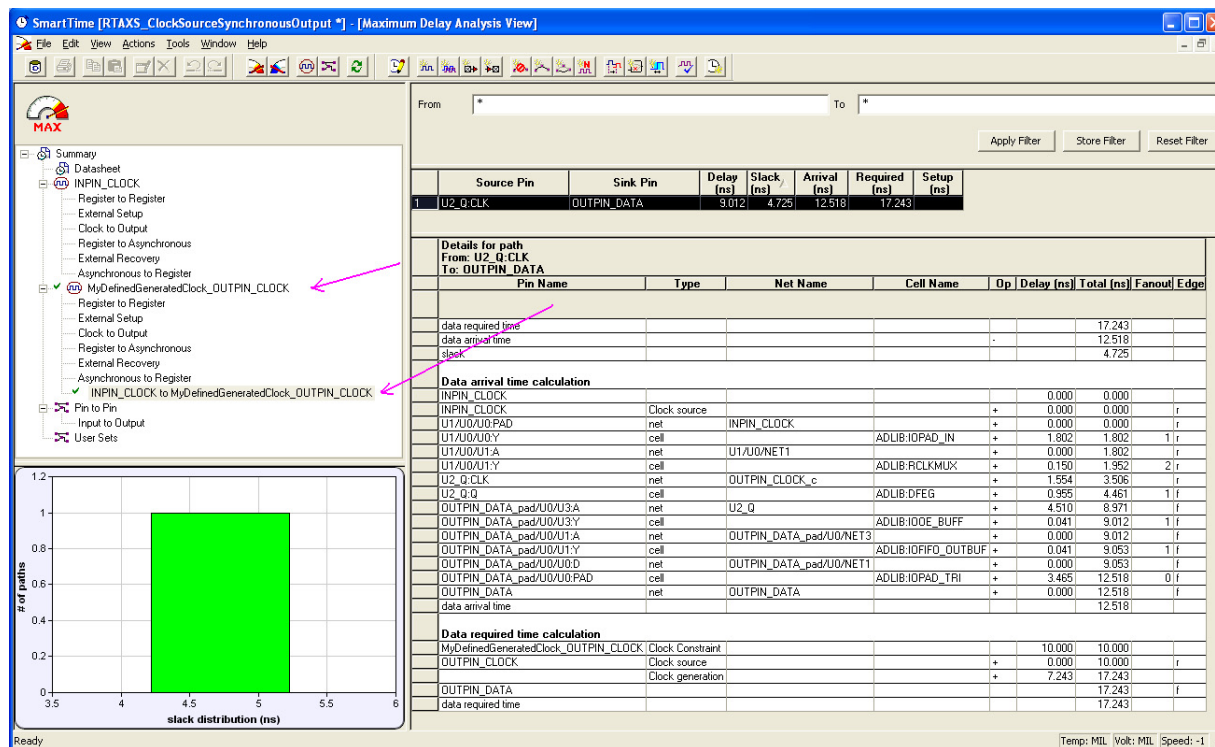 SmartTime [RTAXS_ClockSourceSynchronousOutput *] - [Maximum Delay Analysis View]
File Edit View Actions Tools Window Help
MAX
Summary
Datasheet
INPIN_CLOCK
Register to Register
External Setup
Clock to Output
Register to Asynchronous
External Recovery
Asynchronous to Register
MyDefinedGeneratedClock_OUTPIN_CLOCK
Register to Register
External Setup
Clock to Output
Register to Asynchronous
External Recovery
Asynchronous to Register
INPIN_CLOCK to MyDefinedGeneratedClock_OUTPIN_CLOCK
Pin to Pin
Input to Output
User Sets
1.2
1
0.8
0.6
0.4
0.2
0
# of paths
3.5 4 4.5 5 5.5 6
slack distribution (ns)
From * To *
Apply Filter Store Filter Reset Filter
Source Pin Sink Pin Delay (ns) Slack (ns) Arrival (ns) Required (ns) Setup (ns)
1 U2_Q:CLK OUTPIN_DATA 9.012 4.725 12.518 17.243
Details for path
From: U2_Q:CLK
To: OUTPIN_DATA
Pin Name Type Net Name Cell Name Op Delay (ns) Total (ns) Fanout Edge
data required time 17.243
data arrival time - 12.518
slack 4.725
Data arrival time calculation
INPIN_CLOCK 0.000 0.000
INPIN_CLOCK Clock source + 0.000 0.000 r
U1/U0/U0:PAD net INPIN_CLOCK + 0.000 0.000 r
U1/U0/U0:Y cell ADLIB:IOPAD_IN + 1.802 1.802 1 r
U1/U0/U1:A net U1/U0/NET1 + 0.000 1.802 r
U1/U0/U1:Y cell ADLIB:RCLKMUX + 0.150 1.952 2 r
U2_Q:CLK net OUTPIN_CLOCK_c + 1.554 3.506 r
U2_Q:Q cell ADLIB:DFEG + 0.955 4.461 1 f
OUTPIN_DATA_pad/U0/U3:A net U2_Q + 4.510 8.971 f
OUTPIN_DATA_pad/U0/U3:Y cell ADLIB:IOOE_BUFF + 0.041 9.012 1 f
OUTPIN_DATA_pad/U0/U1:A net OUTPIN_DATA_pad/U0/NET3 + 0.000 9.012 f
OUTPIN_DATA_pad/U0/U1:Y cell ADLIB:IOFIFO_OUTBUF + 0.041 9.053 1 f
OUTPIN_DATA_pad/U0/U0:D net OUTPIN_DATA_pad/U0/NET1 + 0.000 9.053 f
OUTPIN_DATA_pad/U0/U0:PAD cell ADLIB:IOPAD_TRI + 3.465 12.518 0 f
OUTPIN_DATA net OUTPIN_DATA + 0.000 12.518 f
data arrival time 12.518
Data required time calculation
MyDefinedGeneratedClock_OUTPIN_CLOCK Clock Constraint 10.000 10.000
OUTPIN_CLOCK Clock source + 0.000 10.000 r
Clock generation + 7.243 17.243
OUTPIN_DATA 17.243 f
data required time 17.243
Ready Temp: MIL Volt: MIL Speed: -1